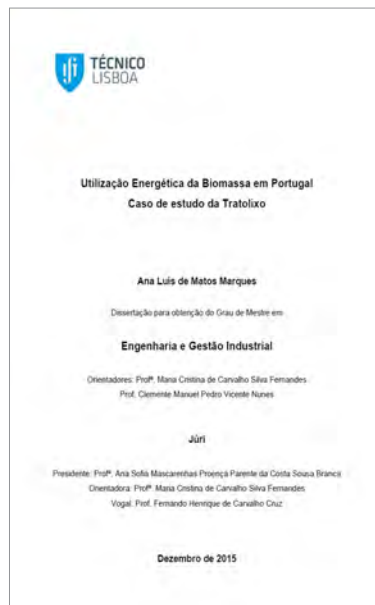 TÉCNICO
LISBOA
Utilização Energética da Biomassa em Portugal
Caso de estudo da Tratolixo
Ana Luís de Matos Marques
Dissertação para obtenção do Grau de Mestre em
Engenharia e Gestão Industrial
Orientadores: Profª. Maria Cristina de Carvalho Silva Fernandes
Prof. Clemente Manuel Pedro Vicente Nunes
Júri
Presidente: Profª. Ana Sofia Mascarenhas Proença Parente da Costa Sousa Branca
Orientadora: Profª. Maria Cristina de Carvalho Silva Fernandes
Vogal: Prof. Fernando Henrique de Carvalho Cruz
Dezembro de 2015